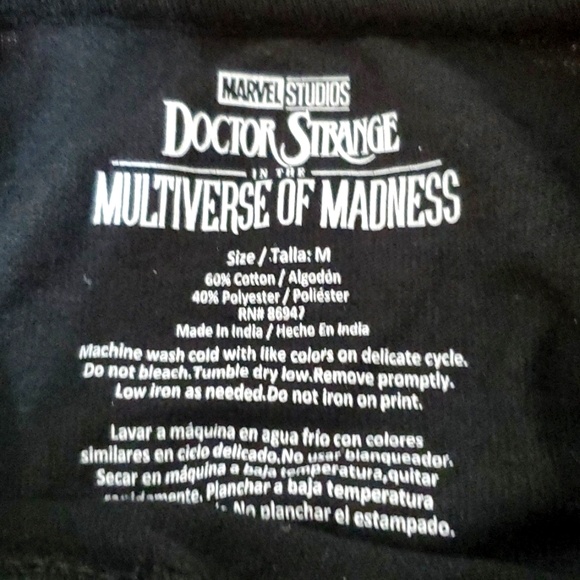 MARVEL STUDIOS
DOCTOR STRANGE
IN THE
MULTIVERSE OF MADNESS
Size / Talla: M
60% Cotton / Algodón
40% Polyester / Poliéster
RN# 86947
Made In India / Hecho En India
Machine wash cold with like colors on delicate cycle.
Do not bleach.Tumble dry low.Remove promptly.
Low iron as needed.Do not iron on print.
Lavar a máquina en agua frío con colores
similares en ciclo delicado.No usar blanqueador.
Secar en máquina a baja temperatura,quitar
rapidamente. Planchar a baja temperatura
No planchar el estampado.